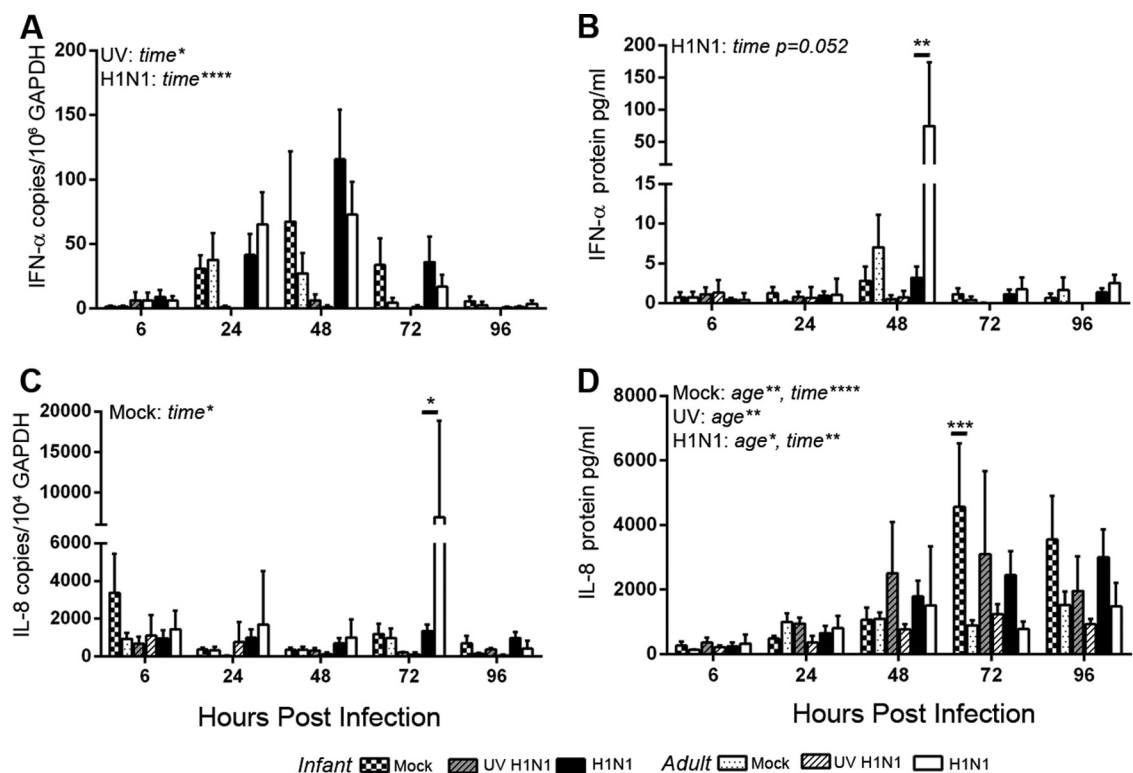 A
UV: time*
H1N1: time****
IFN-α copies/10⁶ GAPDH
200
150
100
50
0
6 24 48 72 96
B
H1N1: time p=0.052
**
IFN-α protein pg/ml
200
150
100
50
15
10
5
0
6 24 48 72 96
C
Mock: time*
*
IL-8 copies/10⁴ GAPDH
20000
15000
10000
6000
4000
2000
0
6 24 48 72 96
Hours Post Infection
D
Mock: age**, time****
UV: age**
H1N1: age*, time**
***
IL-8 protein pg/ml
8000
6000
4000
2000
0
6 24 48 72 96
Hours Post Infection
Infant Mock UV H1N1 H1N1 Adult Mock UV H1N1 H1N1